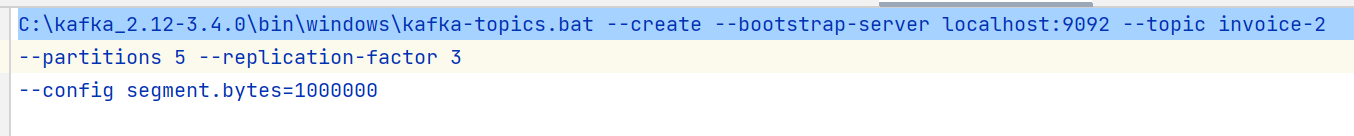 C:\kafka_2.12-3.4.0\bin\windows\kafka-topics.bat --create --bootstrap-server localhost:9092 --topic invoice-2
--partitions 5 --replication-factor 3
--config segment.bytes=1000000